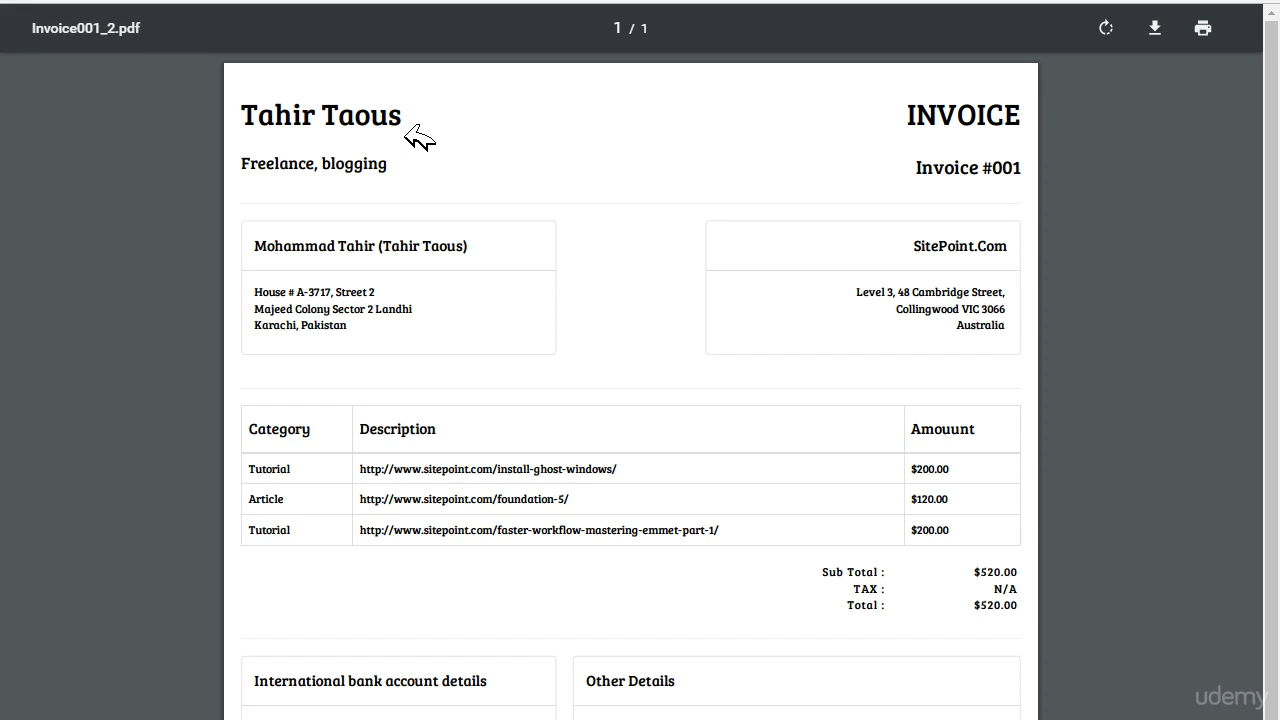 Invoice001_2.pdf
1 / 1
Tahir Taous
INVOICE
Freelance, blogging
Invoice #001
Mohammad Tahir (Tahir Taous)
House # A-3717, Street 2
Majeed Colony Sector 2 Landhi
Karachi, Pakistan
SitePoint.Com
Level 3, 48 Cambridge Street,
Collingwood VIC 3066
Australia
Category Description Amouunt
Tutorial http://www.sitepoint.com/install-ghost-windows/ $200.00
Article http://www.sitepoint.com/foundation-5/ $120.00
Tutorial http://www.sitepoint.com/faster-workflow-mastering-emmet-part-1/ $200.00
Sub Total : $520.00
TAX : N/A
Total : $520.00
International bank account details
Other Details
udemy